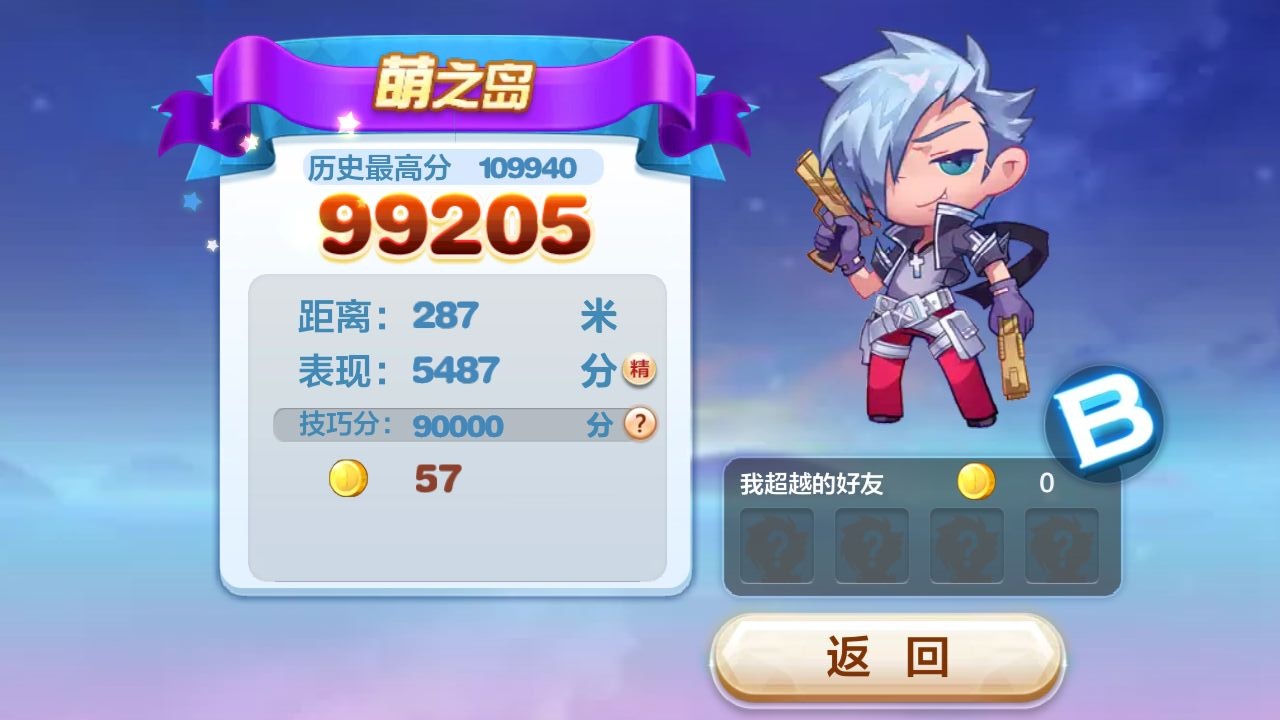 萌之岛
历史最高分 109940
99205
距离： 287 米
表现： 5487 分 精
技巧分： 90000 分 ?
57
B
我超越的好友 0
? ? ? ?
返 回